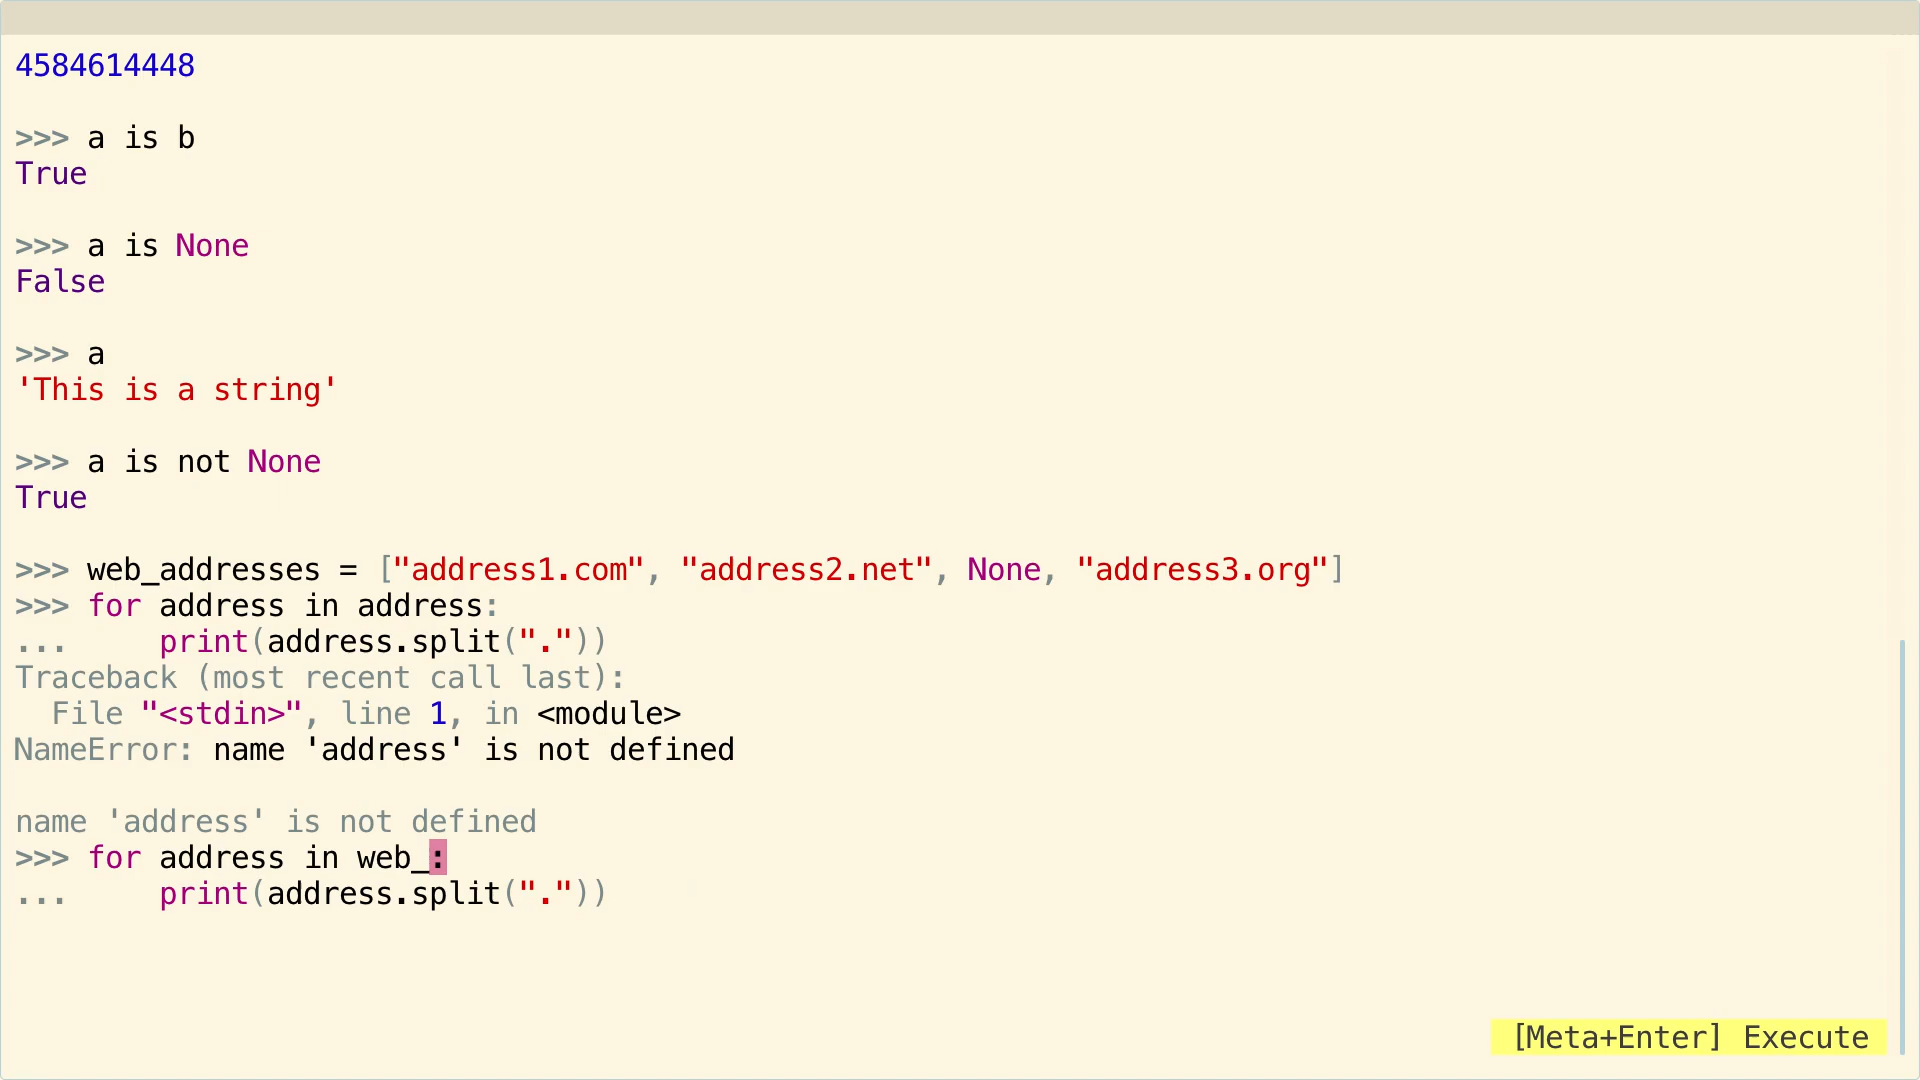 4584614448
>>> a is b
True
>>> a is None
False
>>> a
'This is a string'
>>> a is not None
True
>>> web_addresses = ["address1.com", "address2.net", None, "address3.org"]
>>> for address in address:
...     print(address.split("."))
Traceback (most recent call last):
  File "<stdin>", line 1, in <module>
NameError: name 'address' is not defined
name 'address' is not defined
>>> for address in web_:
...     print(address.split("."))
[Meta+Enter] Execute